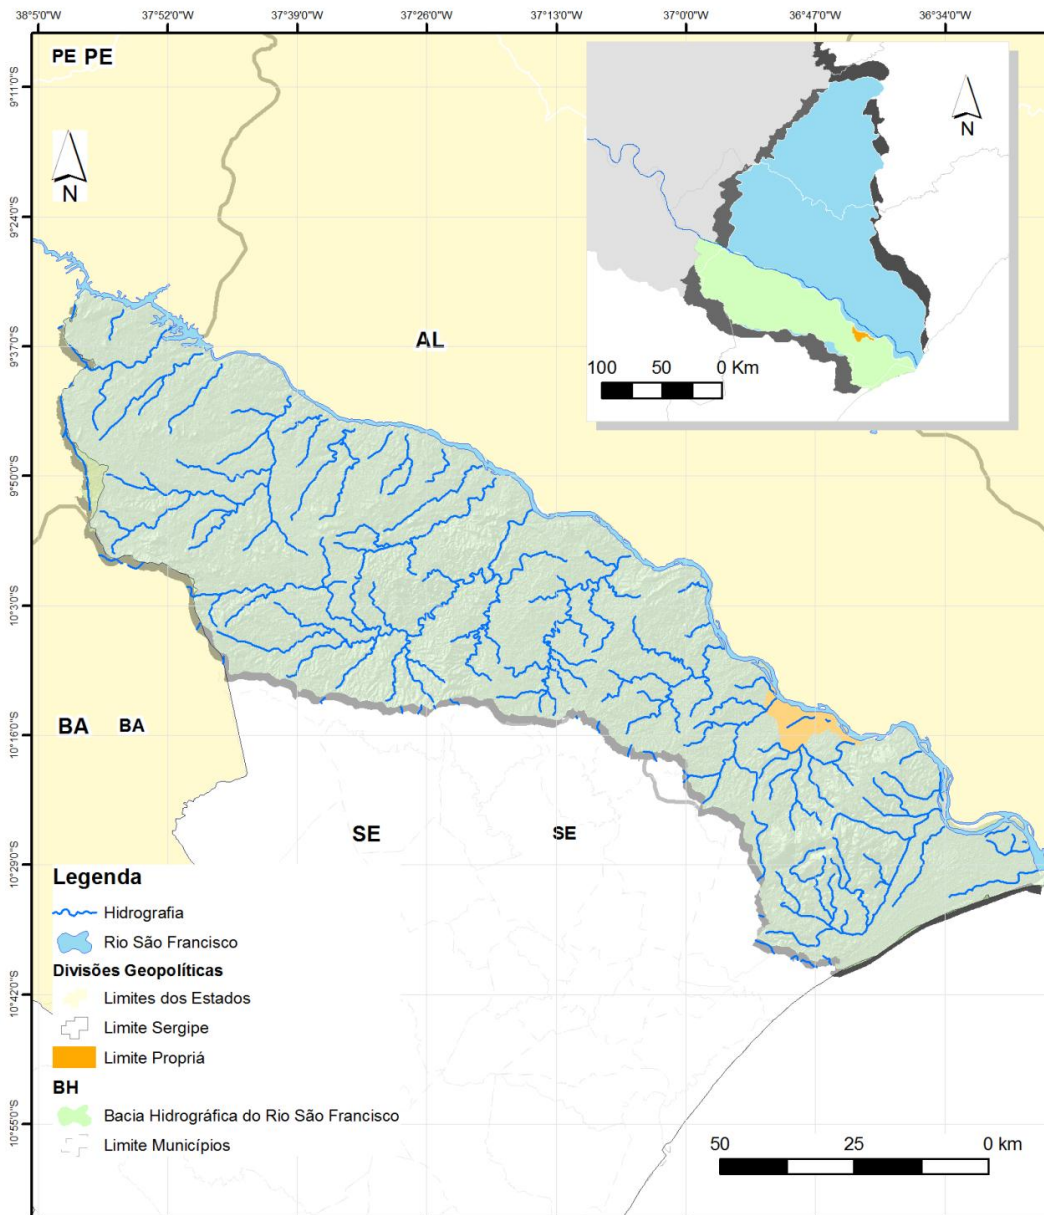 38°5'0"W 37°52'0"W 37°39'0"W 37°26'0"W 37°13'0"W 37°0'0"W 36°47'0"W 36°34'0"W
PE PE
9°11'0"S
N
N
9°24'0"S
9°37'0"S
AL
100 50 0 Km
9°50'0"S
10°3'0"S
BA BA
10°16'0"S
SE SE
10°29'0"S
Legenda
Hidrografia
Rio São Francisco
Divisões Geopolíticas
Limites dos Estados
10°42'0"S
Limite Sergipe
Limite Propriá
BH
Bacia Hidrográfica do Rio São Francisco
10°55'0"S
Limite Municípios
50 25 0 km